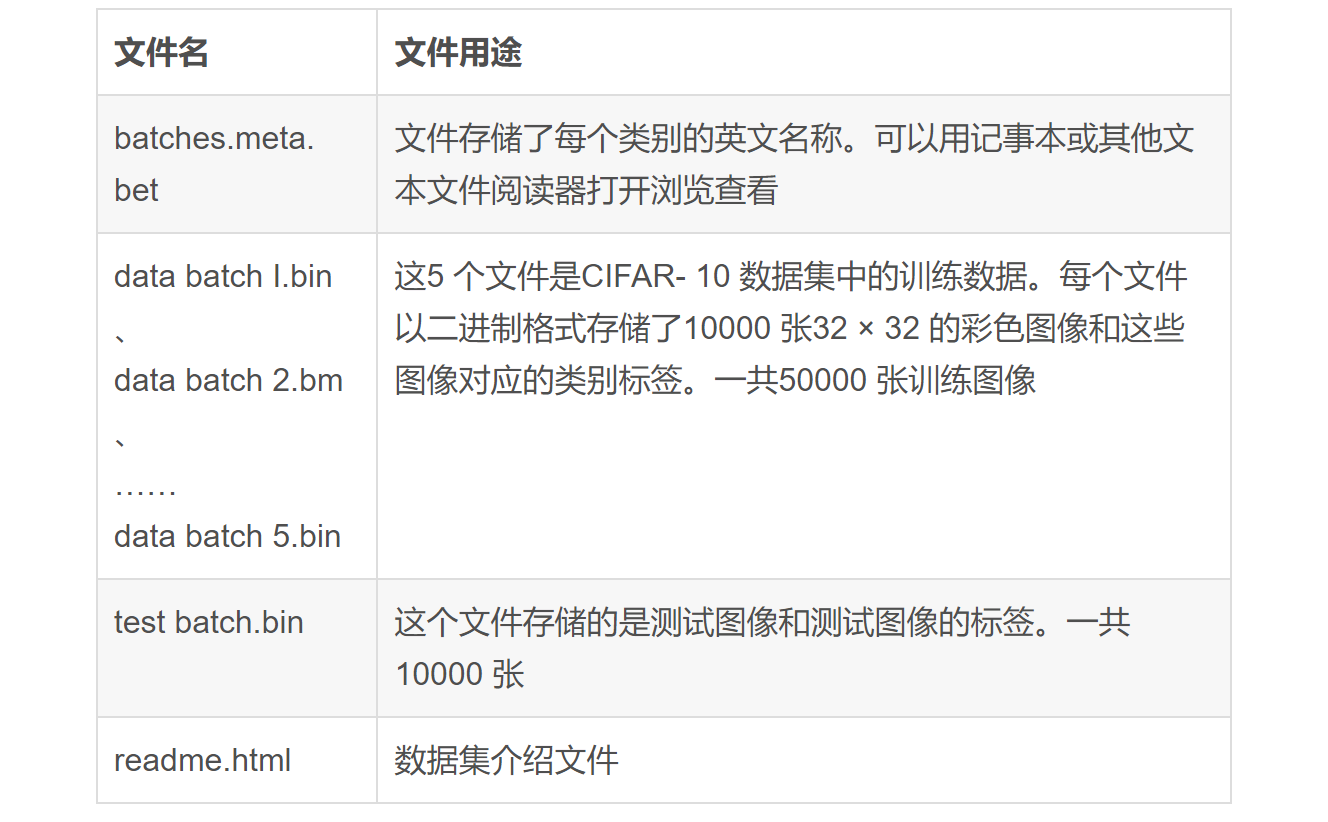 文件名
文件用途
batches.meta.
bet
文件存储了每个类别的英文名称。可以用记事本或其他文
本文件阅读器打开浏览查看
data batch I.bin
、
data batch 2.bm
、
……
data batch 5.bin
这5 个文件是CIFAR- 10 数据集中的训练数据。每个文件
以二进制格式存储了10000 张32 × 32 的彩色图像和这些
图像对应的类别标签。一共50000 张训练图像
test batch.bin
这个文件存储的是测试图像和测试图像的标签。一共
10000 张
readme.html
数据集介绍文件